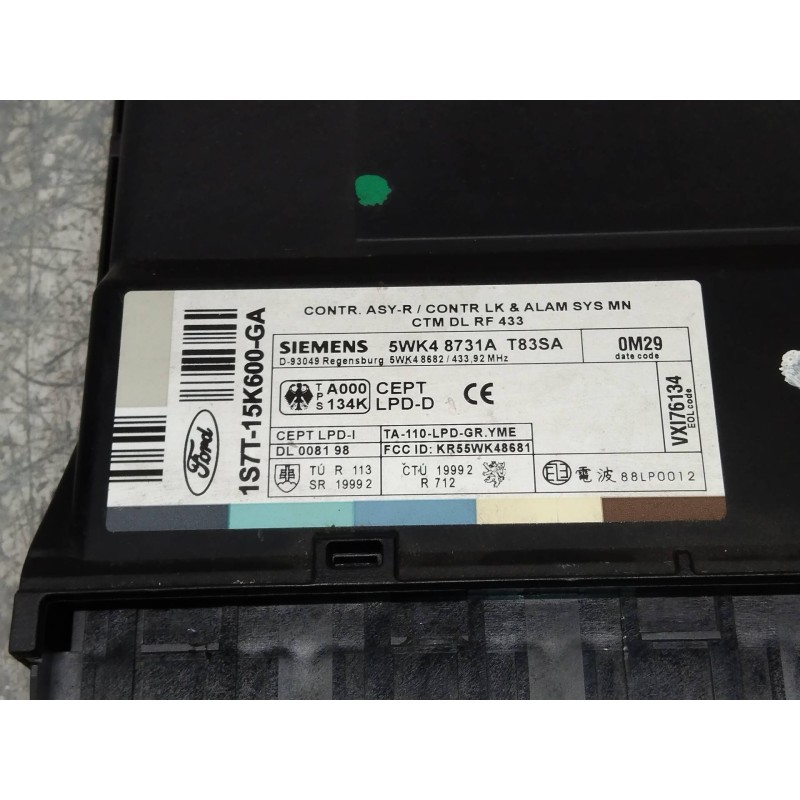 CONTR. ASY-R / CONTR LK & ALAM SYS MN
CTM DL RF 433
SIEMENS 5WK4 8731A T83SA
D-93049 Regensburg 5WK4 8682 / 433,92 MHz
0M29
date code
TPS A000 134K
CEPT
LPD-D
CE
VXI76134
EOL code
CEPT LPD-I
DL 0081 98
TA-110-LPD-GR.YME
FCC ID: KR55WK48681
TÚ R 113
SR 1999 2
CTÚ 1999 2
R 712
電波 88LP0012
Ford
1S7T-15K600-GA